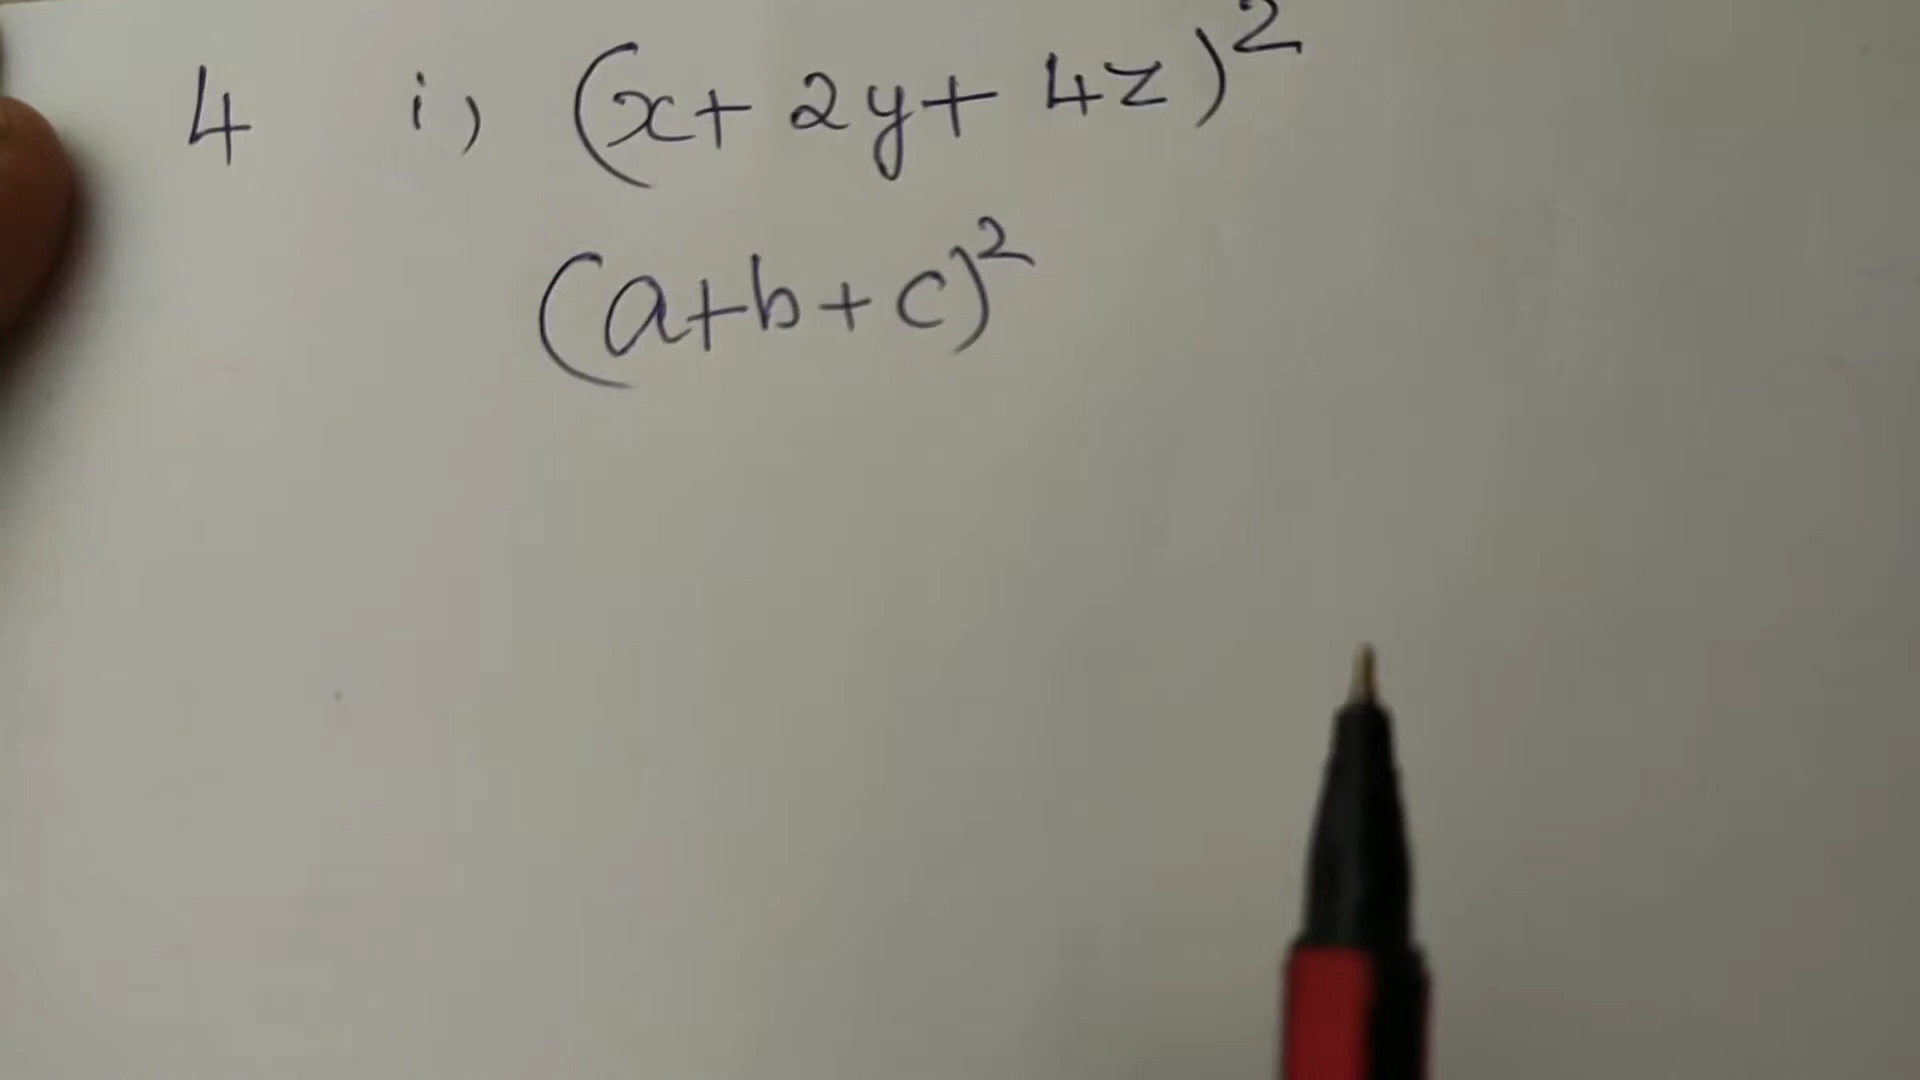 4 i) (x+ 2y+ 4z)²
(a+b+c)²